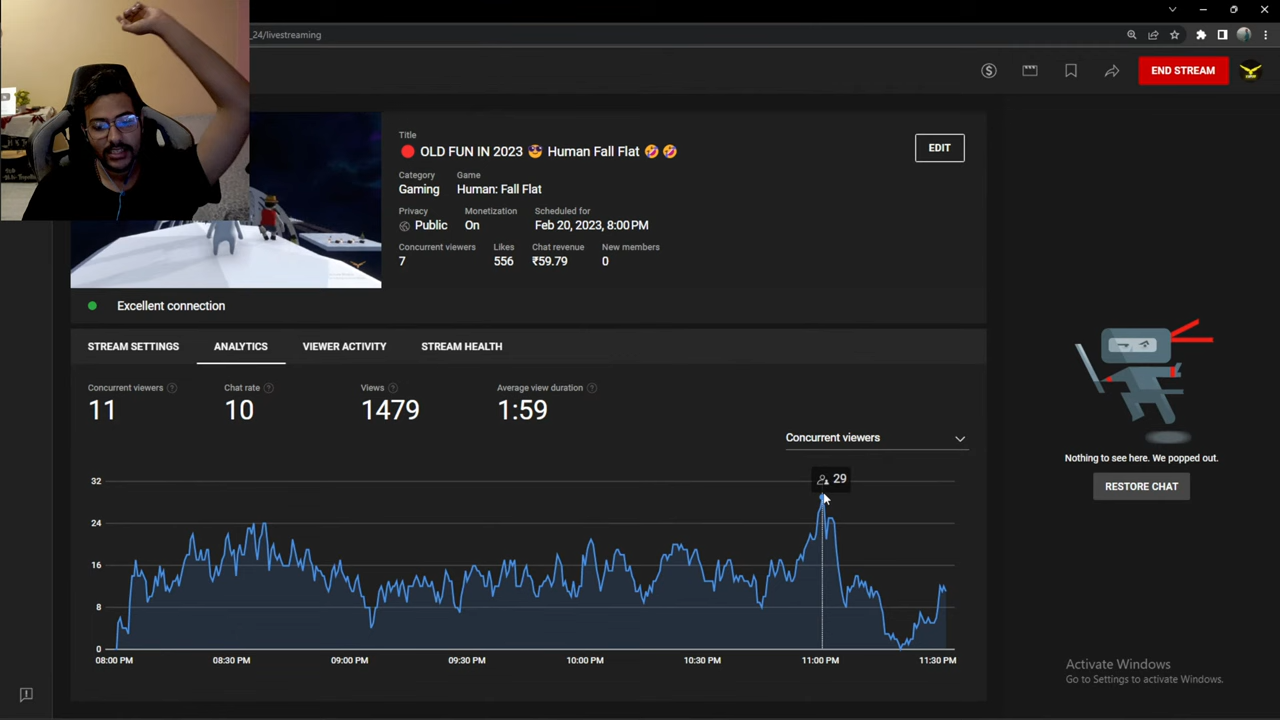 _24/livestreaming
END STREAM
Title
🔴 OLD FUN IN 2023 😎 Human Fall Flat 🤣 🤣
EDIT
Category Game
Gaming Human: Fall Flat
Privacy Monetization Scheduled for
Public On Feb 20, 2023, 8:00 PM
Concurrent viewers Likes Chat revenue New members
7 556 ₹59.79 0
Excellent connection
STREAM SETTINGS ANALYTICS VIEWER ACTIVITY STREAM HEALTH
Concurrent viewers Chat rate Views Average view duration
11 10 1479 1:59
Concurrent viewers
29
32
24
16
8
0
08:00 PM 08:30 PM 09:00 PM 09:30 PM 10:00 PM 10:30 PM 11:00 PM 11:30 PM
Nothing to see here. We popped out.
RESTORE CHAT
Activate Windows
Go to Settings to activate Windows.